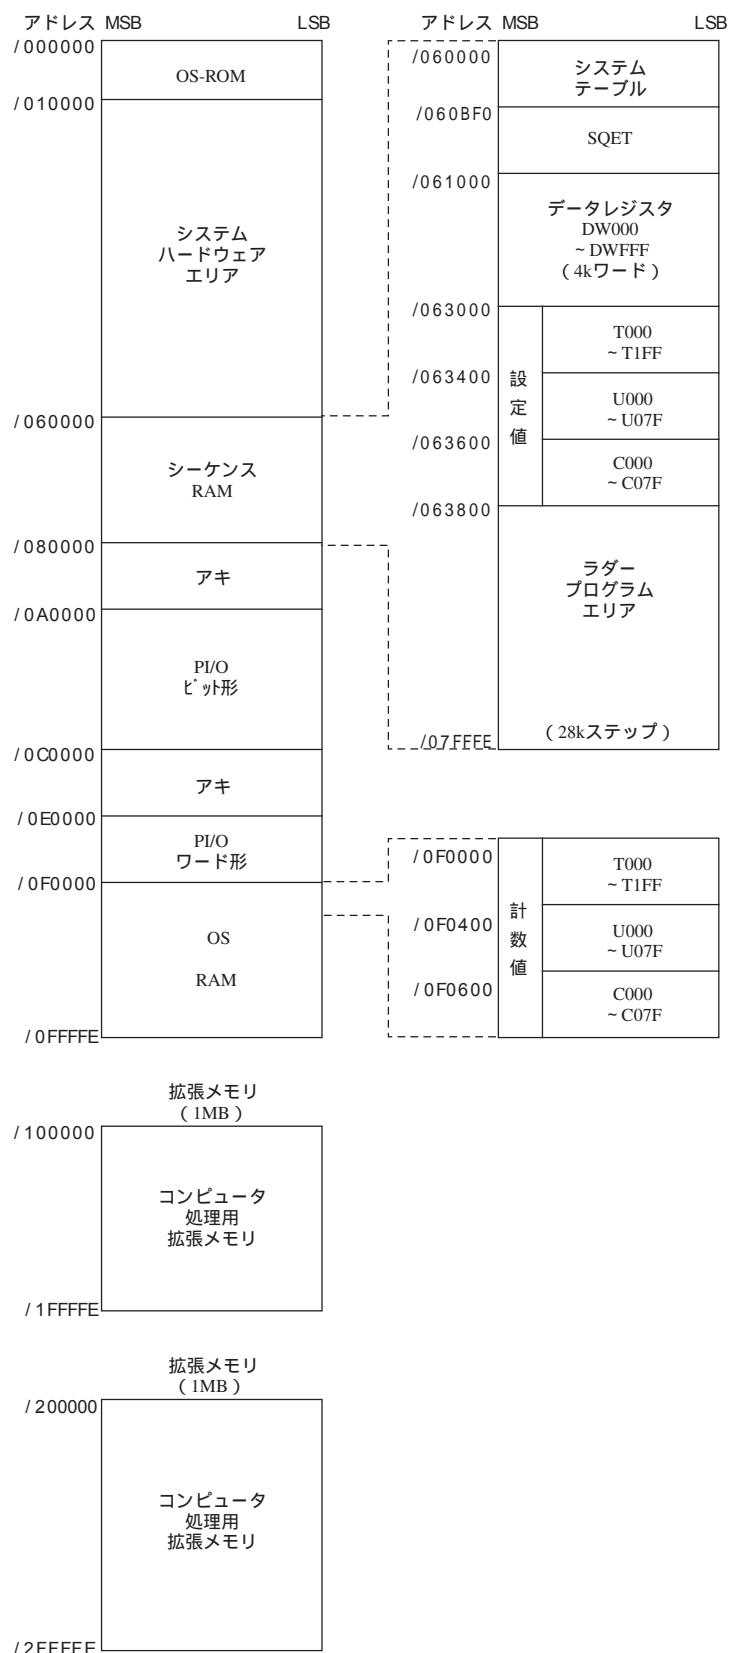 アドレス MSB LSB
/000000
OS-ROM
/010000
システム
ハードウェア
エリア
/060000
シーケンス
RAM
/080000
アキ
/0A0000
PI/O
ビット形
/0C0000
アキ
/0E0000
PI/O
ワード形
/0F0000
OS
RAM
/0FFFFE
アドレス MSB LSB
/060000
システム
テーブル
/060BF0
SQET
/061000
データレジスタ
DW000
~DWFFF
(4kワード)
/063000
設定値
T000
~T1FF
/063400
U000
~U07F
/063600
C000
~C07F
/063800
ラダー
プログラム
エリア
(28kステップ)
/07FFFE
/0F0000
計数値
T000
~T1FF
/0F0400
U000
~U07F
/0F0600
C000
~C07F
拡張メモリ
(1MB)
/100000
コンピュータ
処理用
拡張メモリ
/1FFFFE
拡張メモリ
(1MB)
/200000
コンピュータ
処理用
拡張メモリ
/2FFFFE